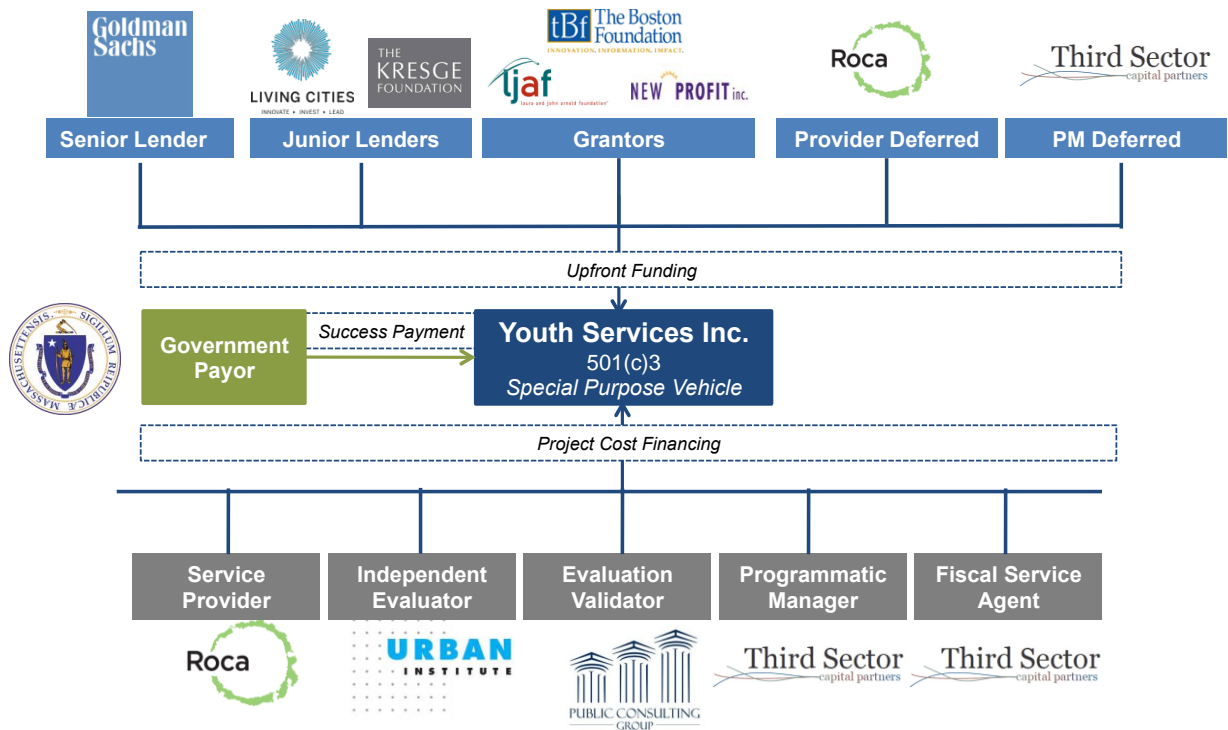 Goldman
Sachs
LIVING CITIES
INNOVATE • INVEST • LEAD
THE
KRESGE
FOUNDATION
tBf The Boston
Foundation
INNOVATION. INFORMATION. IMPACT.
ljaf
laura and john arnold foundation
NEW PROFIT inc.
Roca
Third Sector
capital partners
Senior Lender
Junior Lenders
Grantors
Provider Deferred
PM Deferred
Upfront Funding
SIGILLUM REIPUBLICÆ MASSACHUSETTENSIS
Government
Payor
Success Payment
Youth Services Inc.
501(c)3
Special Purpose Vehicle
Project Cost Financing
Service
Provider
Independent
Evaluator
Evaluation
Validator
Programmatic
Manager
Fiscal Service
Agent
Roca
URBAN
INSTITUTE
PUBLIC CONSULTING
GROUP
Third Sector
capital partners
Third Sector
capital partners